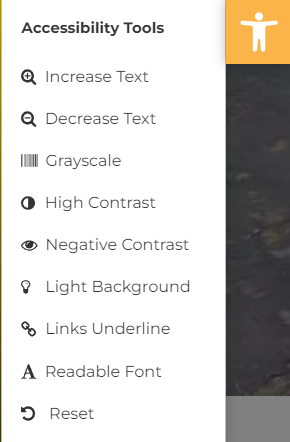 Accessibility Tools
Increase Text
Decrease Text
Grayscale
High Contrast
Negative Contrast
Light Background
Links Underline
Readable Font
Reset